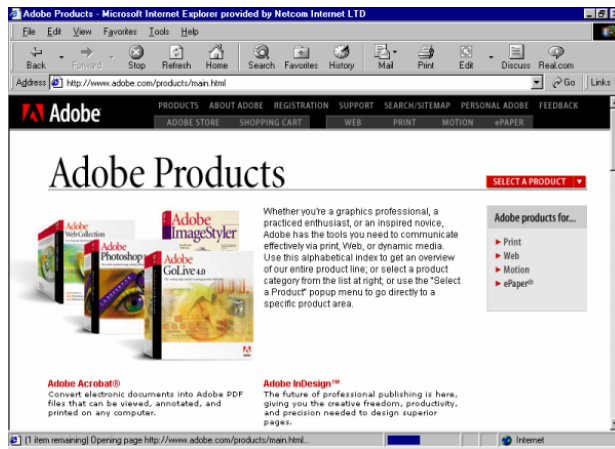 Adobe Products - Microsoft Internet Explorer provided by Netcom Internet LTD
File Edit View Favorites Tools Help
Back Forward Stop Refresh Home Search Favorites History Mail Print Edit Discuss Real.com
Address http://www.adobe.com/products/main.html Go Links
Adobe
PRODUCTS ABOUT ADOBE REGISTRATION SUPPORT SEARCH/SITEMAP PERSONAL ADOBE FEEDBACK
ADOBE STORE SHOPPING CART WEB PRINT MOTION ePAPER
Adobe Products
SELECT A PRODUCT
Adobe
Web Collection
Adobe
Photoshop
Adobe
ImageStyler
Adobe
GoLive 4.0
Whether you're a graphics professional, a
practiced enthusiast, or an inspired novice,
Adobe has the tools you need to communicate
effectively via print, Web, or dynamic media.
Use this alphabetical index to get an overview
of our entire product line; or select a product
category from the list at right; or use the "Select
a Product" popup menu to go directly to a
specific product area.
Adobe products for...
Print
Web
Motion
ePaper®
Adobe Acrobat®
Convert electronic documents into Adobe PDF
files that can be viewed, annotated, and
printed on any computer.
Adobe InDesign™
The future of professional publishing is here,
giving you the creative freedom, productivity,
and precision needed to design superior
pages.
(1 item remaining) Opening page http://www.adobe.com/products/main.html... Internet